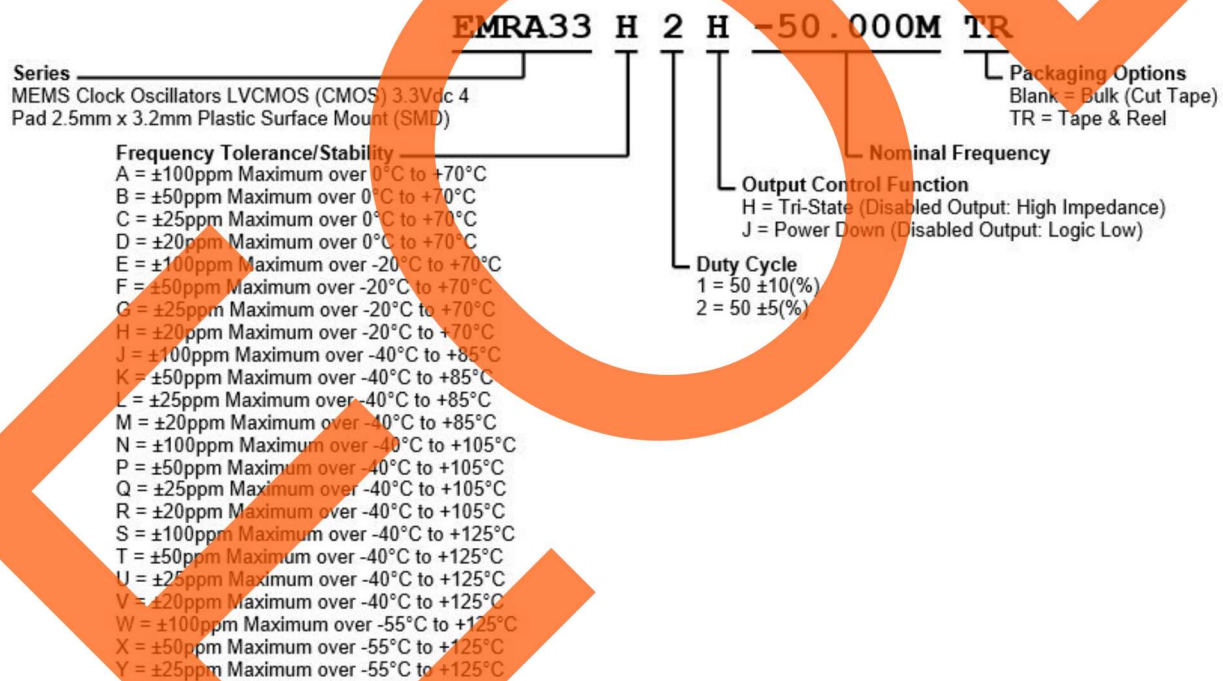 EMRA33 H 2 H -50.000M TR
Series
MEMS Clock Oscillators LVCMOS (CMOS) 3.3Vdc 4
Pad 2.5mm x 3.2mm Plastic Surface Mount (SMD)
Packaging Options
Blank = Bulk (Cut Tape)
TR = Tape & Reel
Frequency Tolerance/Stability
A = ±100ppm Maximum over 0°C to +70°C
B = ±50ppm Maximum over 0°C to +70°C
C = ±25ppm Maximum over 0°C to +70°C
D = ±20ppm Maximum over 0°C to +70°C
E = ±100ppm Maximum over -20°C to +70°C
F = ±50ppm Maximum over -20°C to +70°C
G = ±25ppm Maximum over -20°C to +70°C
H = ±20ppm Maximum over -20°C to +70°C
J = ±100ppm Maximum over -40°C to +85°C
K = ±50ppm Maximum over -40°C to +85°C
L = ±25ppm Maximum over -40°C to +85°C
M = ±20ppm Maximum over -40°C to +85°C
N = ±100ppm Maximum over -40°C to +105°C
P = ±50ppm Maximum over -40°C to +105°C
Q = ±25ppm Maximum over -40°C to +105°C
R = ±20ppm Maximum over -40°C to +105°C
S = ±100ppm Maximum over -40°C to +125°C
T = ±50ppm Maximum over -40°C to +125°C
U = ±25ppm Maximum over -40°C to +125°C
V = ±20ppm Maximum over -40°C to +125°C
W = ±100ppm Maximum over -55°C to +125°C
X = ±50ppm Maximum over -55°C to +125°C
Y = ±25ppm Maximum over -55°C to +125°C
Nominal Frequency
Output Control Function
H = Tri-State (Disabled Output: High Impedance)
J = Power Down (Disabled Output: Logic Low)
Duty Cycle
1 = 50 ±10(%)
2 = 50 ±5(%)